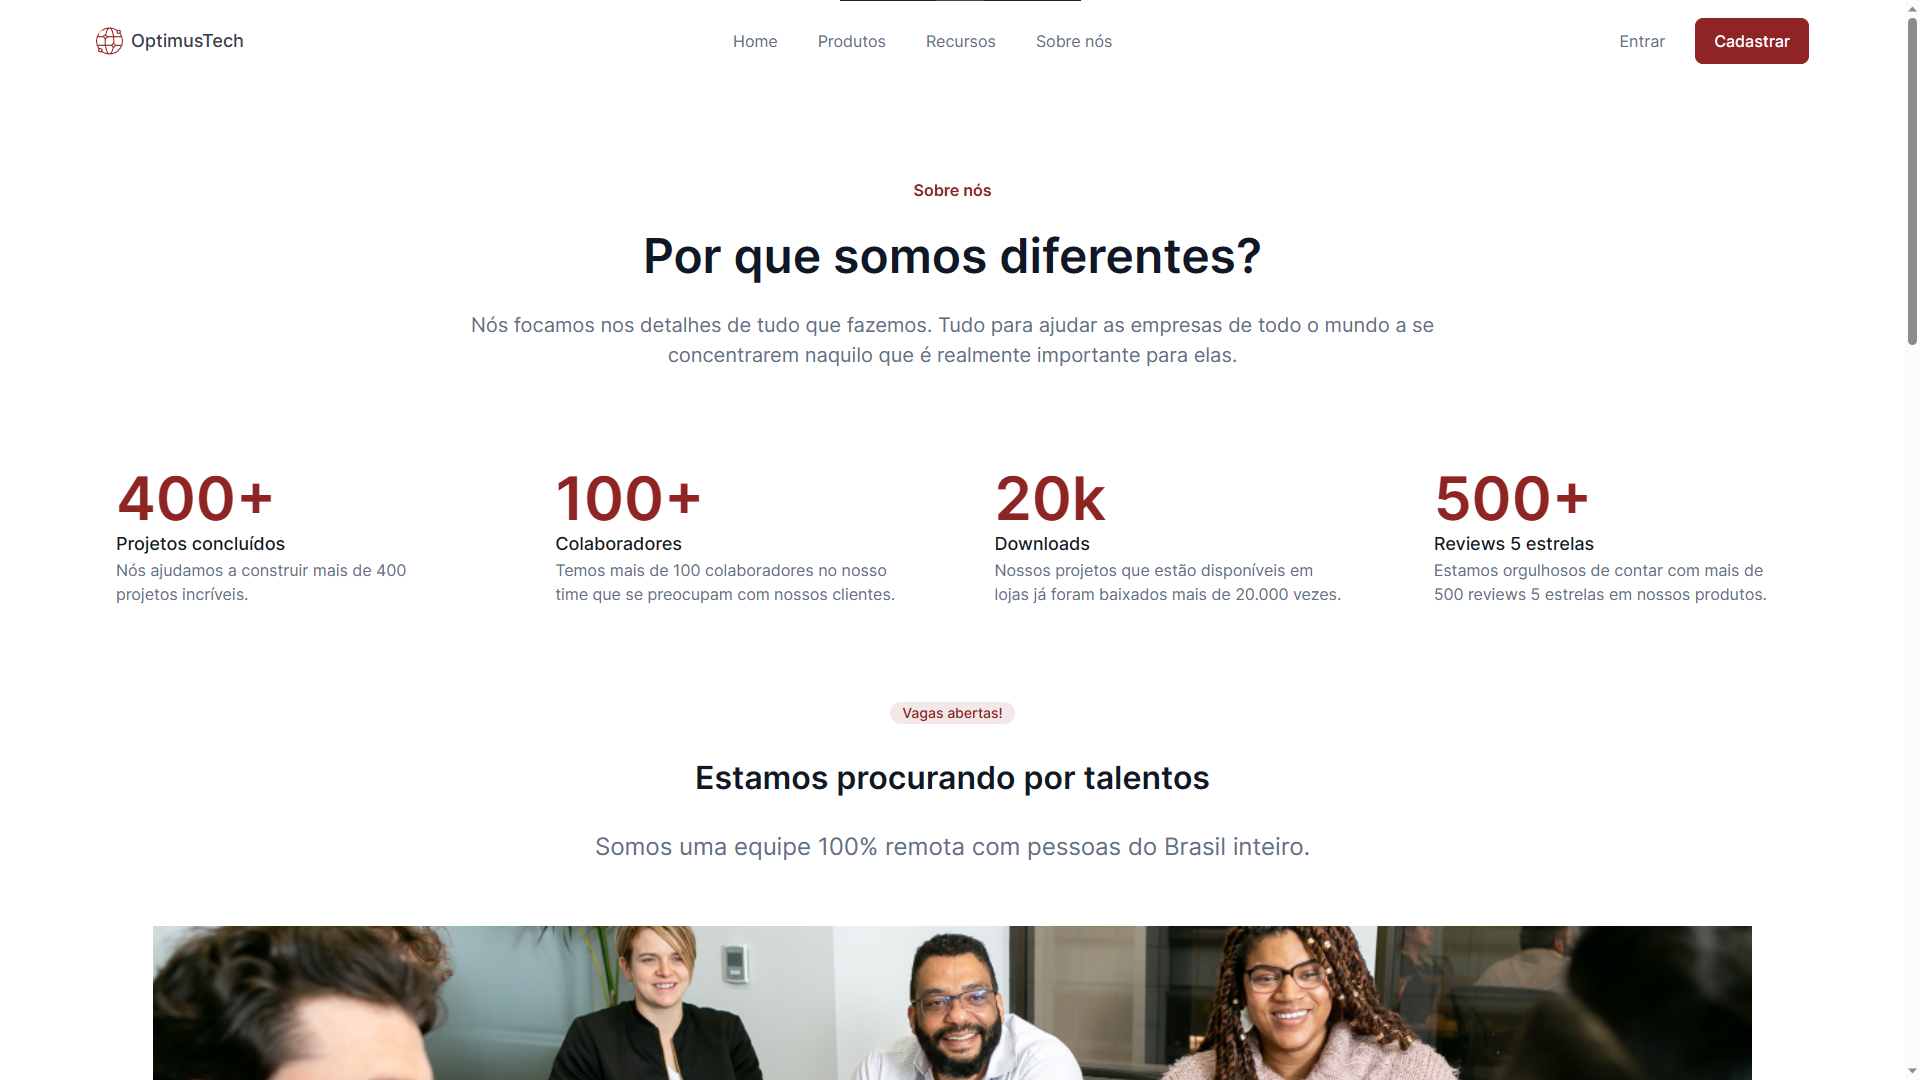 OptimusTech
Home
Produtos
Recursos
Sobre nós
Entrar
Cadastrar
Sobre nós
Por que somos diferentes?
Nós focamos nos detalhes de tudo que fazemos. Tudo para ajudar as empresas de todo o mundo a se
concentrarem naquilo que é realmente importante para elas.
400+
Projetos concluídos
Nós ajudamos a construir mais de 400
projetos incríveis.
100+
Colaboradores
Temos mais de 100 colaboradores no nosso
time que se preocupam com nossos clientes.
20k
Downloads
Nossos projetos que estão disponíveis em
lojas já foram baixados mais de 20.000 vezes.
500+
Reviews 5 estrelas
Estamos orgulhosos de contar com mais de
500 reviews 5 estrelas em nossos produtos.
Vagas abertas!
Estamos procurando por talentos
Somos uma equipe 100% remota com pessoas do Brasil inteiro.